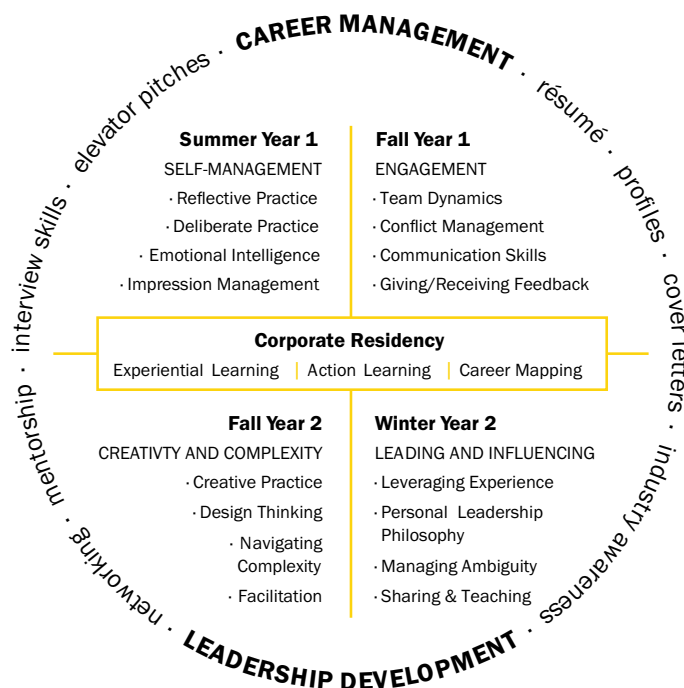 CAREER MANAGEMENT · résumé · profiles · cover letters · industry awareness ·
LEADERSHIP DEVELOPMENT · networking · mentorship · interview skills · elevator pitches ·
Summer Year 1
SELF-MANAGEMENT
· Reflective Practice
· Deliberate Practice
· Emotional Intelligence
· Impression Management
Fall Year 1
ENGAGEMENT
· Team Dynamics
· Conflict Management
· Communication Skills
· Giving/Receiving Feedback
Corporate Residency
Experiential Learning | Action Learning | Career Mapping
Fall Year 2
CREATIVTY AND COMPLEXITY
· Creative Practice
· Design Thinking
· Navigating
Complexity
· Facilitation
Winter Year 2
LEADING AND INFLUENCING
· Leveraging Experience
· Personal Leadership
Philosophy
· Managing Ambiguity
· Sharing & Teaching